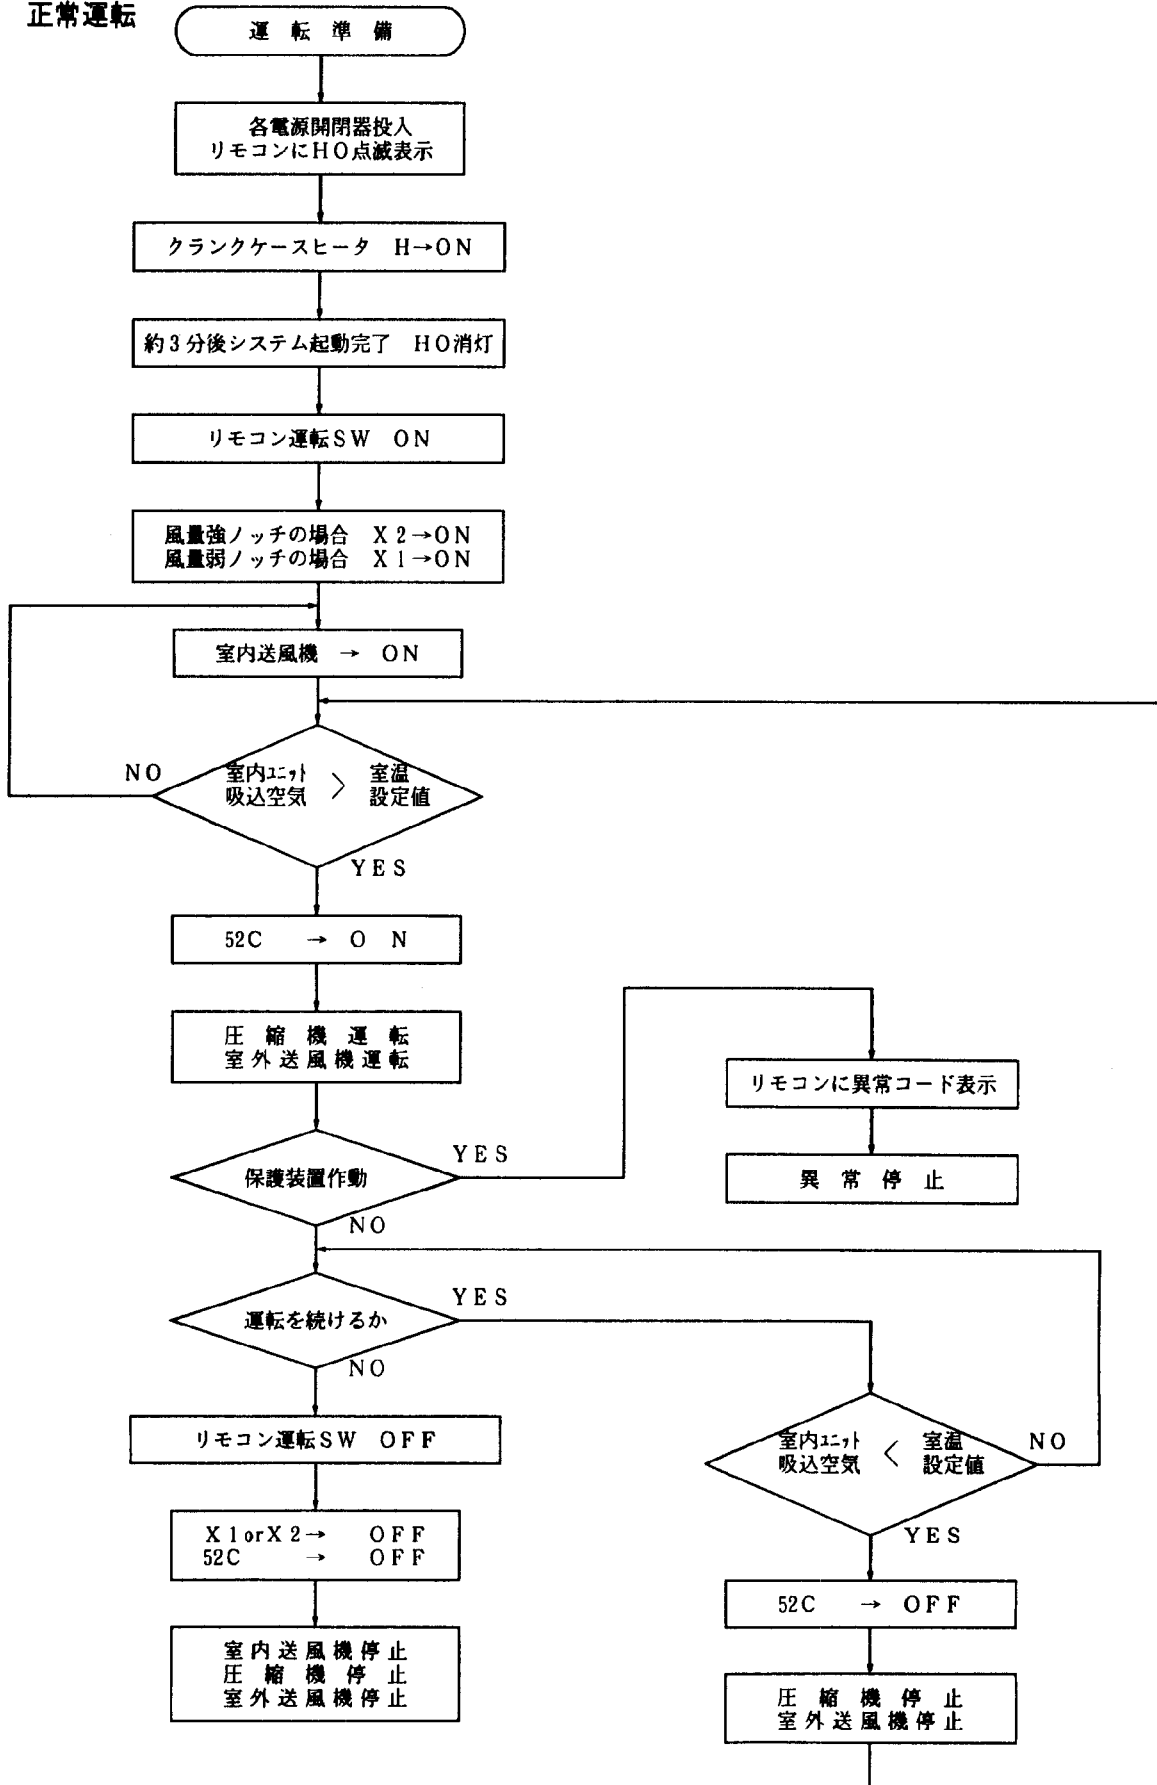 正常運転
運転準備
各電源開閉器投入
リモコンにHO点滅表示
クランクケースヒータ H→ON
約3分後システム起動完了 HO消灯
リモコン運転SW ON
風量強ノッチの場合 X2→ON
風量弱ノッチの場合 X1→ON
室内送風機 → ON
NO
室内ユニット 吸込空気 > 室温 設定値
YES
52C → ON
圧縮機運転
室外送風機運転
保護装置作動
YES
リモコンに異常コード表示
異常停止
NO
運転を続けるか
YES
NO
リモコン運転SW OFF
X1orX2→ OFF
52C → OFF
室内送風機停止
圧縮機停止
室外送風機停止
室内ユニット 吸込空気 < 室温 設定値
NO
YES
52C → OFF
圧縮機停止
室外送風機停止